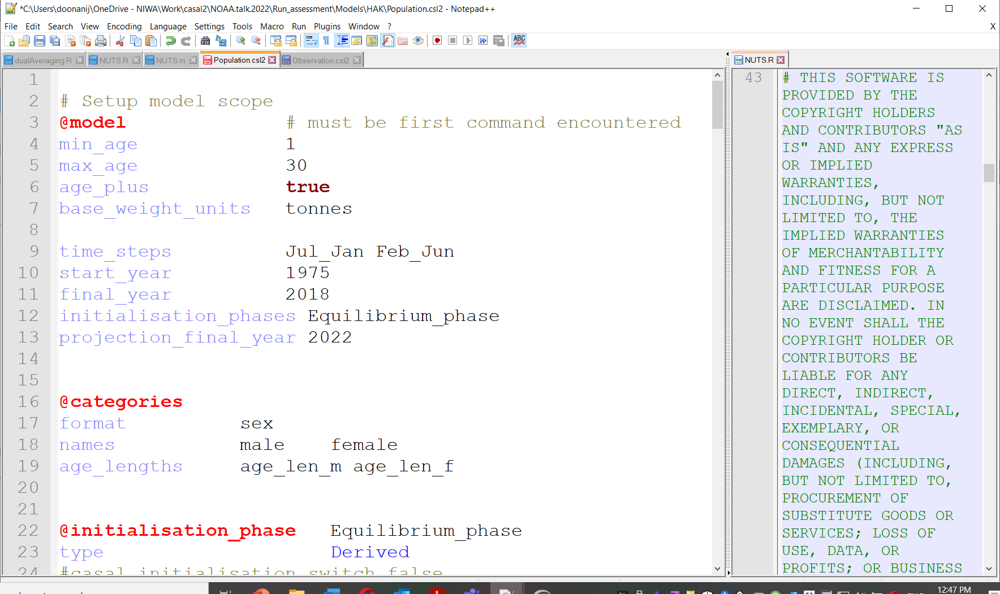 *C:\Users\doonanij\OneDrive - NIWA\Work\casal2\NOAA.talk.2022\Run_assessment\Models\HAK\Population.csl2 - Notepad++
File Edit Search View Encoding Language Settings Tools Macro Run Plugins Window ? X
ABC
dualAveraging.R NUTS.R NUTS.m Population.csl2 Observation.csl2
1
2 # Setup model scope
3 @model # must be first command encountered
4 min_age 1
5 max_age 30
6 age_plus true
7 base_weight_units tonnes
8
9 time_steps Jul_Jan Feb_Jun
10 start_year 1975
11 final_year 2018
12 initialisation_phases Equilibrium_phase
13 projection_final_year 2022
14
15
16 @categories
17 format sex
18 names male female
19 age_lengths age_len_m age_len_f
20
21
22 @initialisation_phase Equilibrium_phase
23 type Derived
24 #casal initialisation switch false
NUTS.R
43 # THIS SOFTWARE IS
PROVIDED BY THE
COPYRIGHT HOLDERS
AND CONTRIBUTORS "AS
IS" AND ANY EXPRESS
OR IMPLIED
WARRANTIES,
INCLUDING, BUT NOT
LIMITED TO, THE
IMPLIED WARRANTIES
OF MERCHANTABILITY
AND FITNESS FOR A
PARTICULAR PURPOSE
ARE DISCLAIMED. IN
NO EVENT SHALL THE
COPYRIGHT HOLDER OR
CONTRIBUTORS BE
LIABLE FOR ANY
DIRECT, INDIRECT,
INCIDENTAL, SPECIAL,
EXEMPLARY, OR
CONSEQUENTIAL
DAMAGES (INCLUDING,
BUT NOT LIMITED TO,
PROCUREMENT OF
SUBSTITUTE GOODS OR
SERVICES; LOSS OF
USE, DATA, OR
PROFITS; OR BUSINESS
12:47 PM